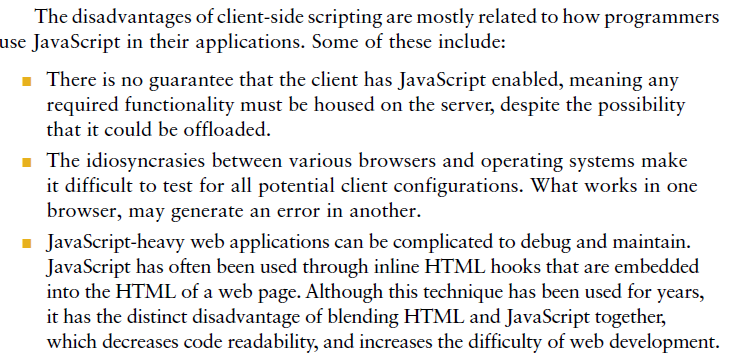 The disadvantages of client-side scripting are mostly related to how programmers
use JavaScript in their applications. Some of these include:
■ There is no guarantee that the client has JavaScript enabled, meaning any
required functionality must be housed on the server, despite the possibility
that it could be offloaded.
■ The idiosyncrasies between various browsers and operating systems make
it difficult to test for all potential client configurations. What works in one
browser, may generate an error in another.
■ JavaScript-heavy web applications can be complicated to debug and maintain.
JavaScript has often been used through inline HTML hooks that are embedded
into the HTML of a web page. Although this technique has been used for years,
it has the distinct disadvantage of blending HTML and JavaScript together,
which decreases code readability, and increases the difficulty of web development.